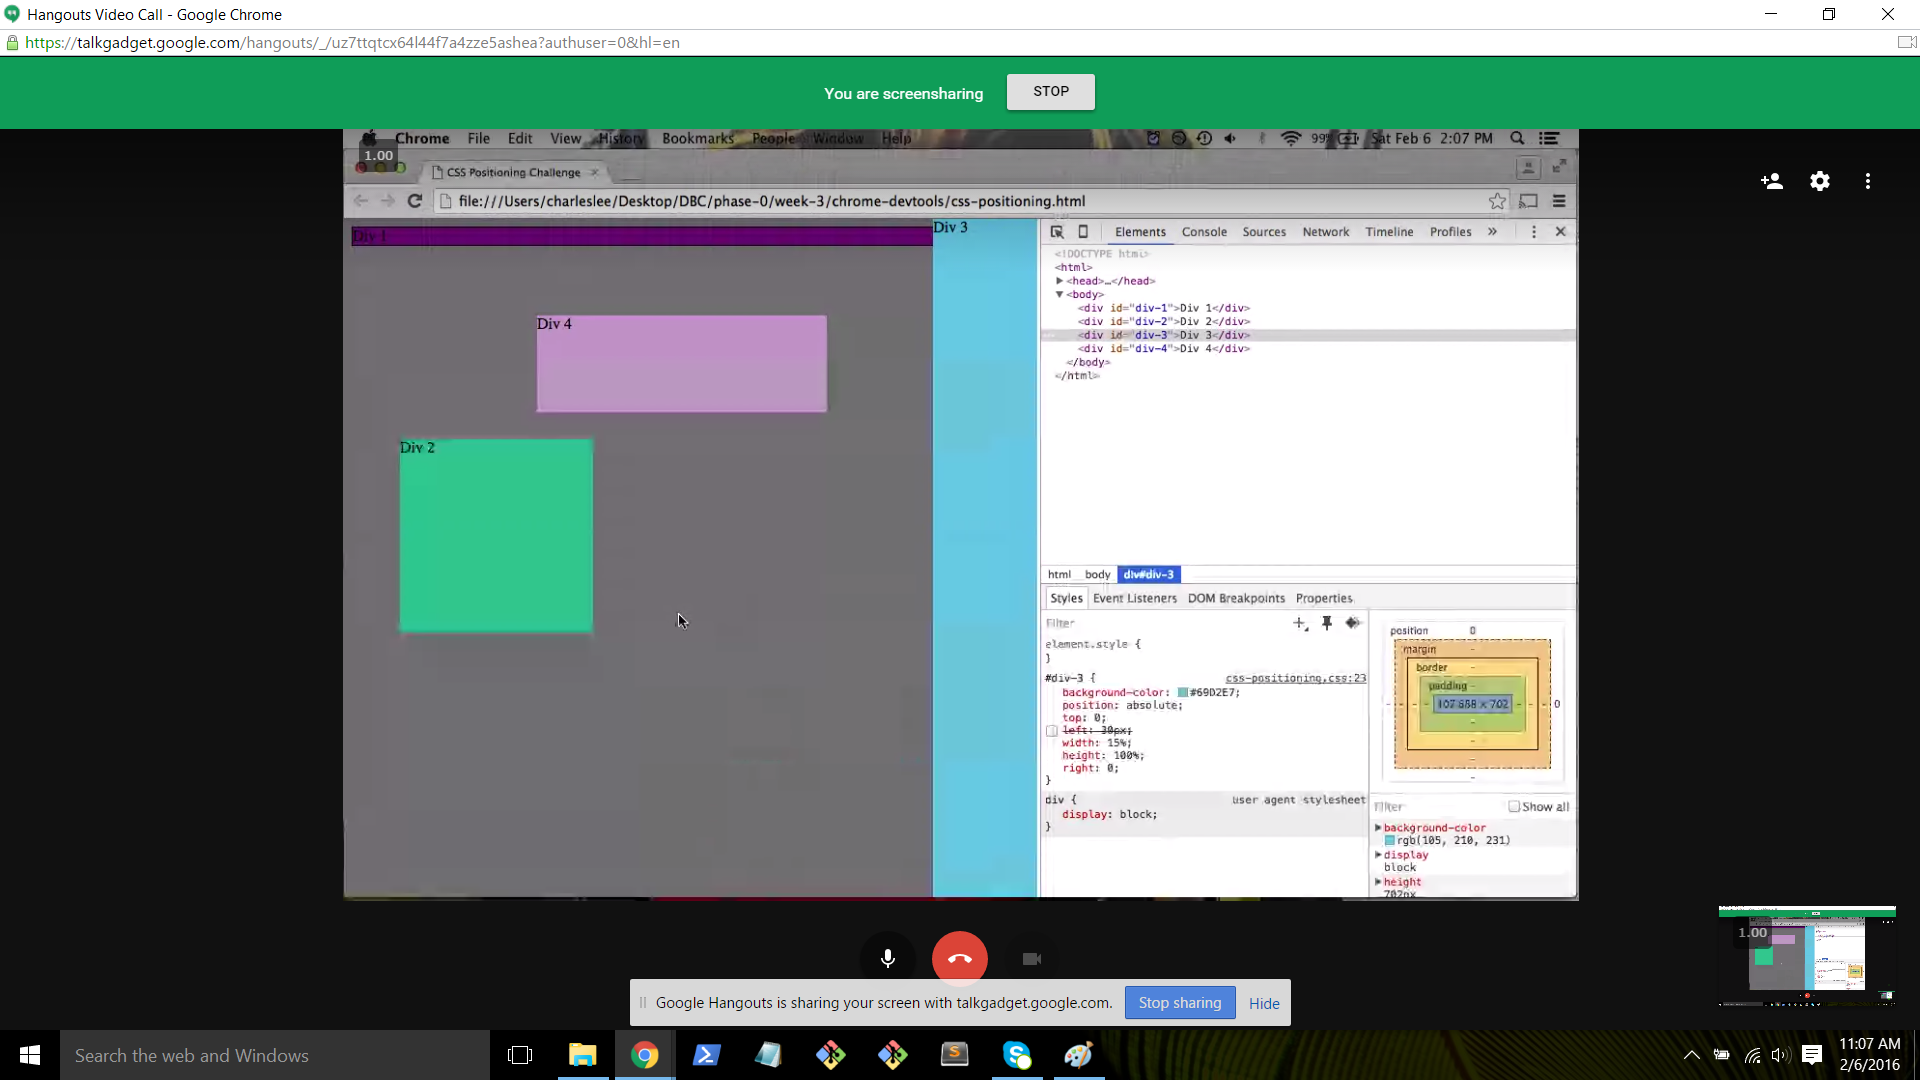 Hangouts Video Call - Google Chrome
https://talkgadget.google.com/hangouts/_/uz7ttqtcx64l44f7a4zze5ashea?authuser=0&hl=en
You are screensharing STOP
Chrome File Edit View History Bookmarks People Window Help 99% Sat Feb 6 2:07 PM
1.00
CSS Positioning Challenge
file:///Users/charleslee/Desktop/DBC/phase-0/week-3/chrome-devtools/css-positioning.html
Div 1
Div 3
Div 4
Div 2
Elements Console Sources Network Timeline Profiles »
<!DOCTYPE html>
<html>
<head>…</head>
<body>
<div id="div-1">Div 1</div>
<div id="div-2">Div 2</div>
<div id="div-3">Div 3</div>
<div id="div-4">Div 4</div>
</body>
</html>
html body div#div-3
Styles Event Listeners DOM Breakpoints Properties
Filter
element.style {
}
#div-3 { css-positioning.css:23
background-color: #69D2E7;
position: absolute;
top: 0;
left: 30px;
width: 15%;
height: 100%;
right: 0;
}
div { user agent stylesheet
display: block;
}
position 0
margin -
border -
padding -
107.688 × 702
0
Filter Show all
background-color
rgb(105, 210, 231)
display
block
height
702px
1.00
Google Hangouts is sharing your screen with talkgadget.google.com. Stop sharing Hide
Search the web and Windows
11:07 AM
2/6/2016